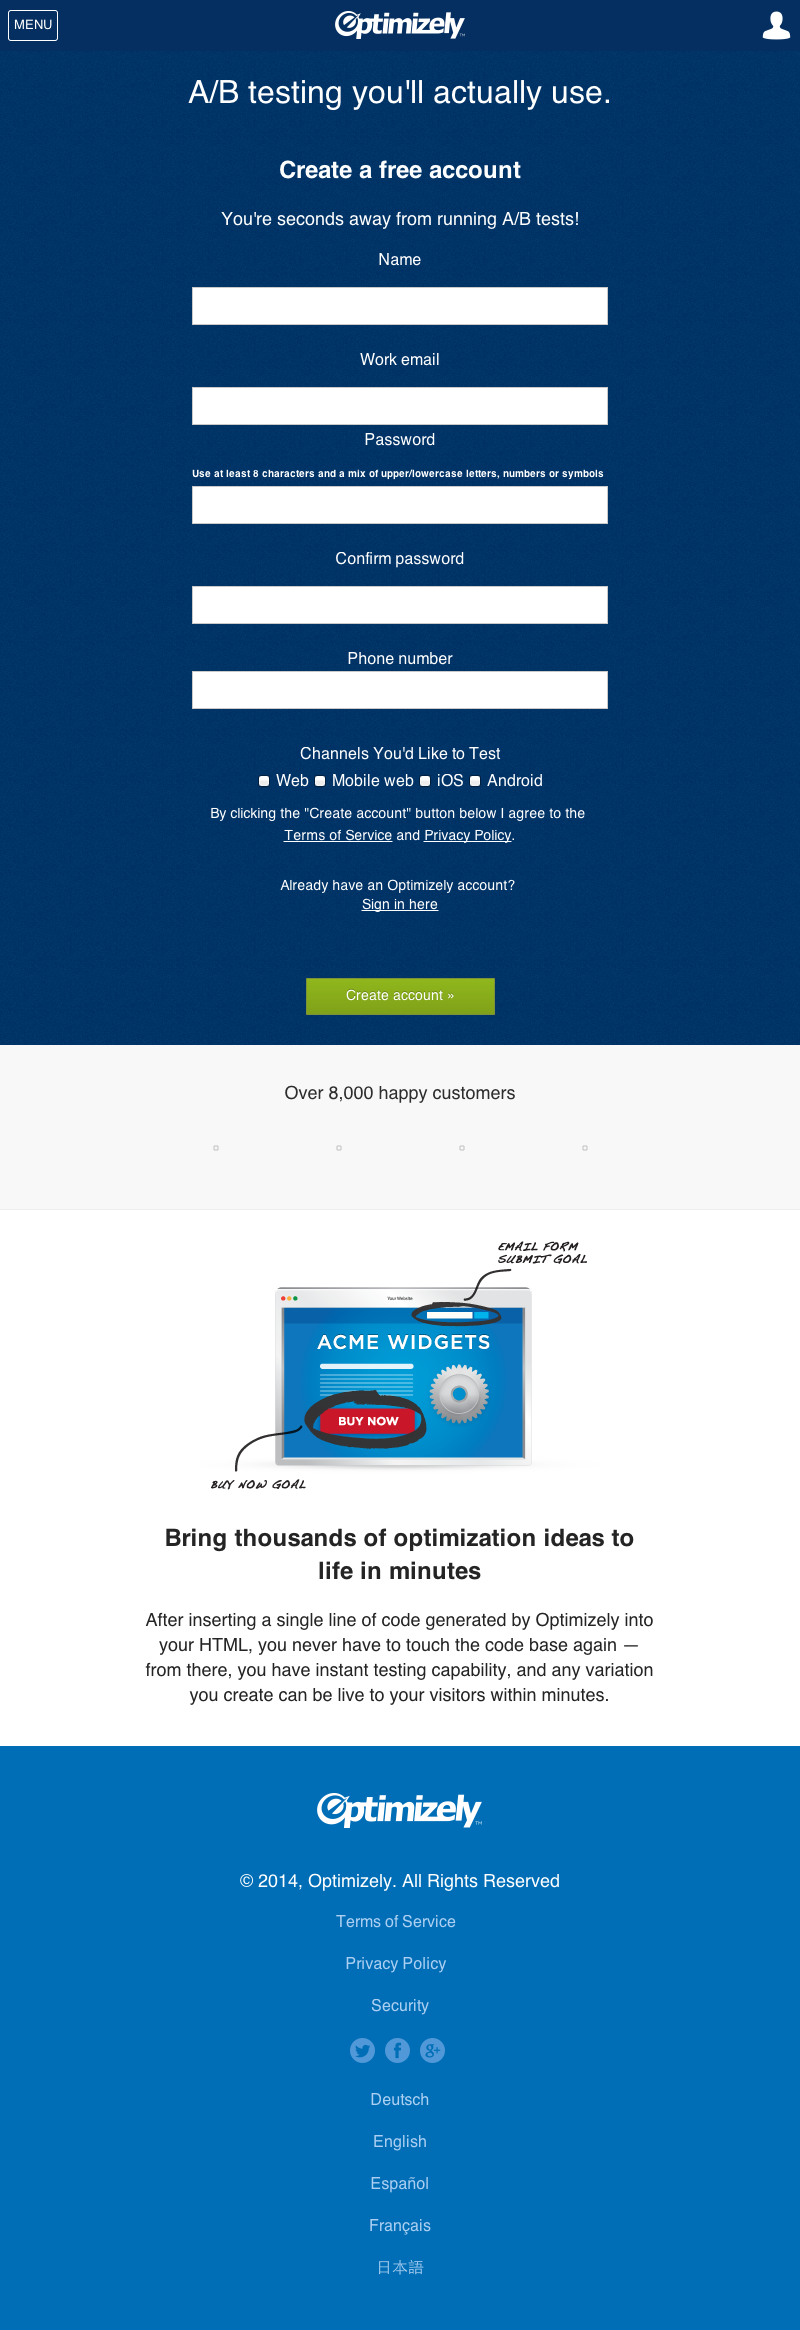 MENU
Optimizely™
A/B testing you'll actually use.
Create a free account
You're seconds away from running A/B tests!
Name
Work email
Password
Use at least 8 characters and a mix of upper/lowercase letters, numbers or symbols
Confirm password
Phone number
Channels You'd Like to Test
Web Mobile web iOS Android
By clicking the "Create account" button below I agree to the
Terms of Service and Privacy Policy.
Already have an Optimizely account?
Sign in here
Create account »
Over 8,000 happy customers
EMAIL FORM
SUBMIT GOAL
Your Website
ACME WIDGETS
BUY NOW
BUY NOW GOAL
Bring thousands of optimization ideas to
life in minutes
After inserting a single line of code generated by Optimizely into
your HTML, you never have to touch the code base again —
from there, you have instant testing capability, and any variation
you create can be live to your visitors within minutes.
Optimizely™
© 2014, Optimizely. All Rights Reserved
Terms of Service
Privacy Policy
Security
Deutsch
English
Español
Français
日本語